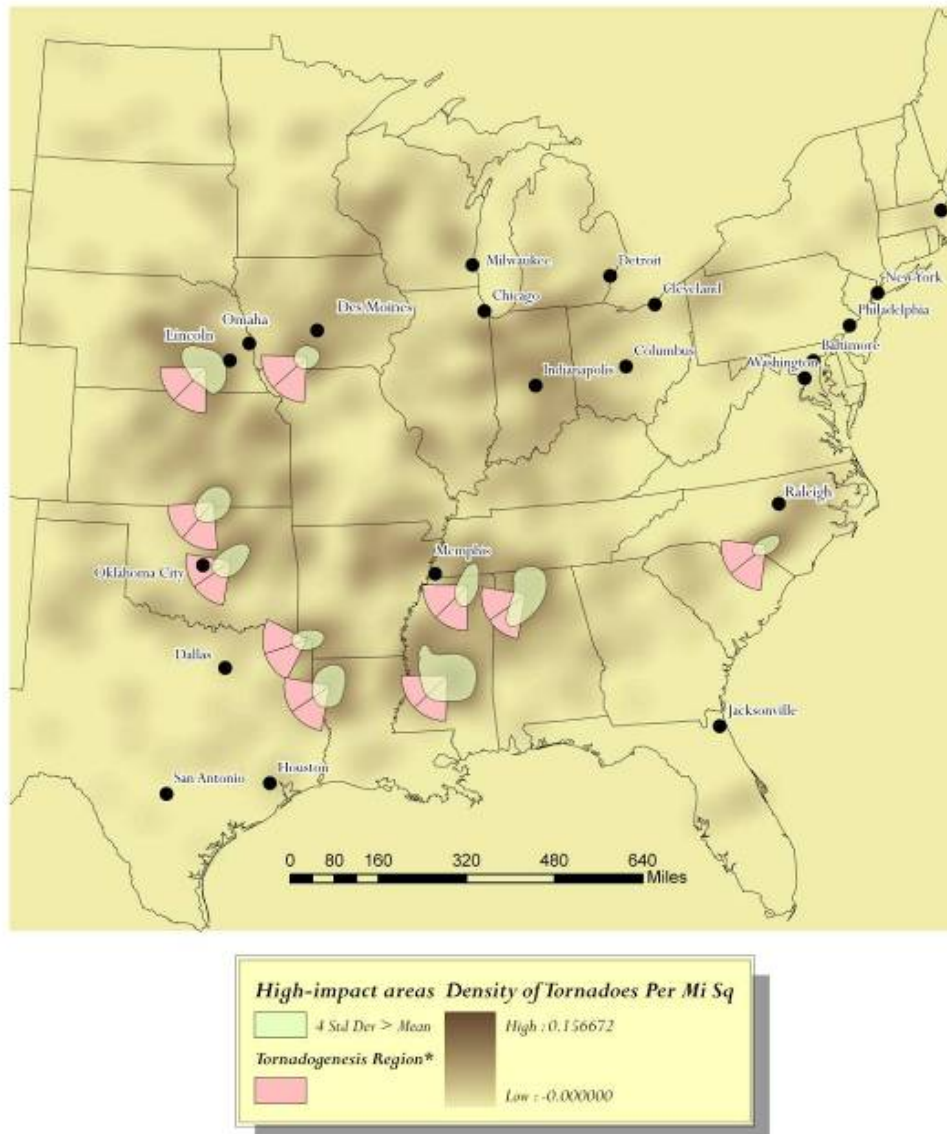 Milwaukee
Detroit
New York
Chicago
Cleveland
Philadelphia
Des Moines
Omaha
Lincoln
Columbus
Baltimore
Washington
Indianapolis
Raleigh
Memphis
Oklahoma City
Dallas
Jacksonville
Houston
San Antonio
0 80 160 320 480 640
Miles
High-impact areas
4 Std Dev > Mean
Tornadogenesis Region*
Density of Tornadoes Per Mi Sq
High : 0.156672
Low : -0.000000